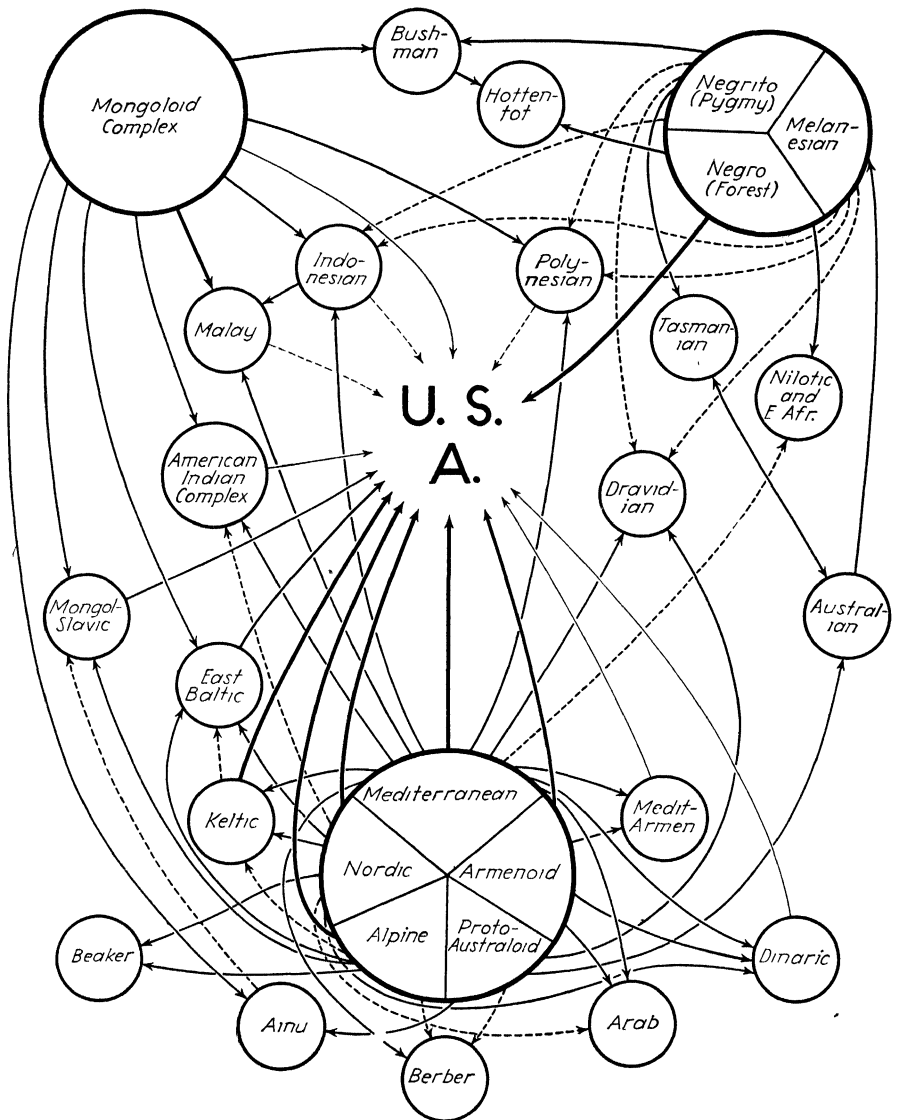 Bush-
man
Mongoloid
Complex
Hotten-
tot
Negrito
(Pygmy)
Melan-
esian
Negro
(Forest)
Indo-
nesian
Poly-
nesian
Malay
Tasman-
ian
Nilotic
and
E Afr.
U. S.
A.
American
Indian
Complex
Dravid-
ian
Mongol-
Slavic
Austral-
ian
East
Baltic
Keltic
Mediterranean
Medit-
Armen
Nordic
Armenoid
Alpine
Proto-
Australoid
Beaker
Dinaric
Ainu
Arab
Berber